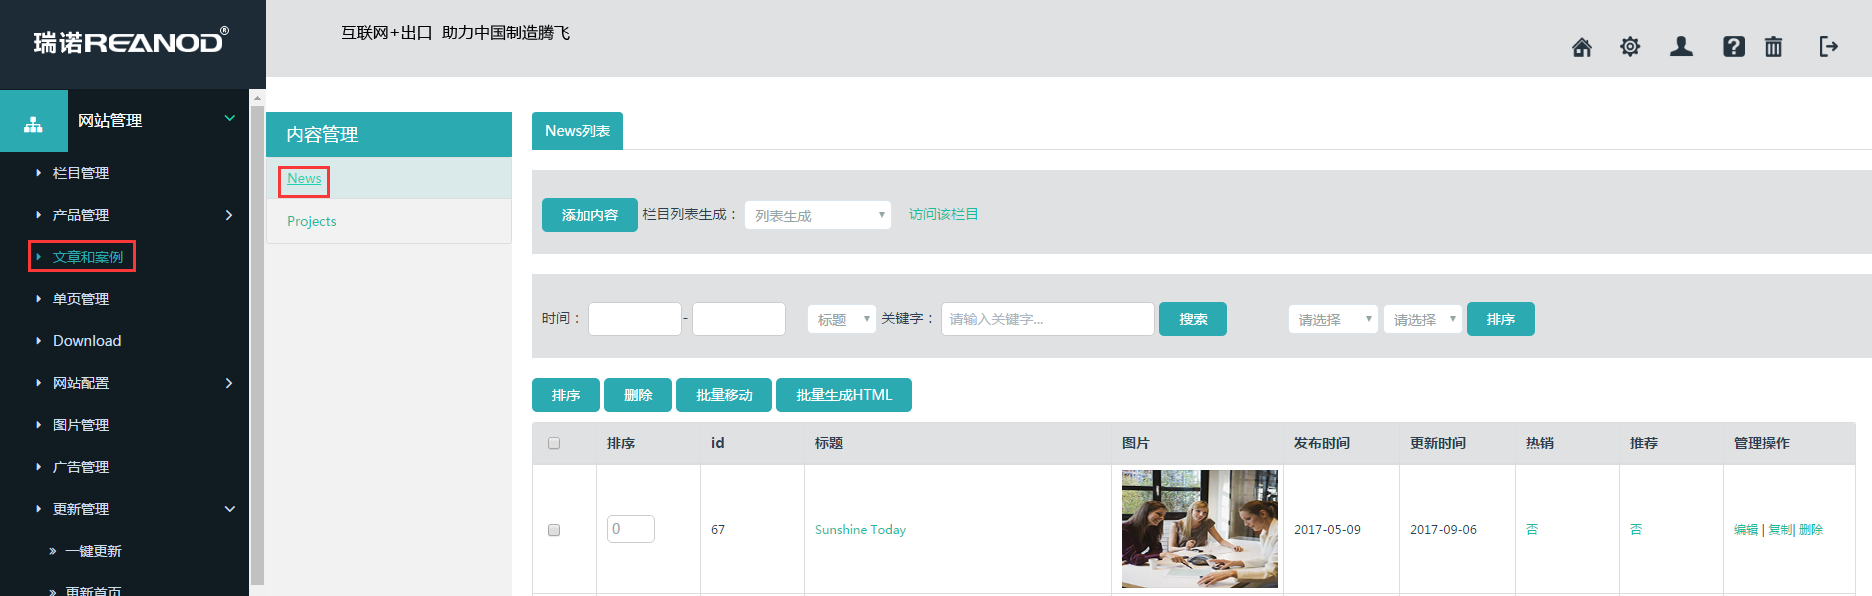 瑞诺REANOD®
互联网+出口 助力中国制造腾飞
网站管理
栏目管理
产品管理
文章和案例
单页管理
Download
网站配置
图片管理
广告管理
更新管理
一键更新
更新首页
内容管理
News
Projects
News列表
添加内容 栏目列表生成： 列表生成 访问该栏目
时间： - 标题 关键字： 请输入关键字... 搜索 请选择 请选择 排序
排序 删除 批量移动 批量生成HTML
排序 id 标题 图片 发布时间 更新时间 热销 推荐 管理操作
0 67 Sunshine Today 2017-05-09 2017-09-06 否 否 编辑 | 复制| 删除